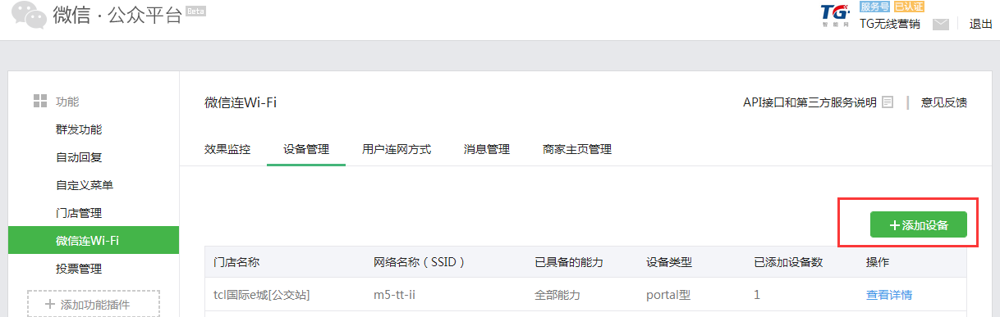 微信·公众平台 Beta
TG 智能网 服务号 已认证
TG无线营销 退出
功能
群发功能
自动回复
自定义菜单
门店管理
微信连Wi-Fi
投票管理
添加功能插件
微信连Wi-Fi API接口和第三方服务说明 | 意见反馈
效果监控 设备管理 用户连网方式 消息管理 商家主页管理
+添加设备
门店名称 网络名称（SSID） 已具备的能力 设备类型 已添加设备数 操作
tcl国际e城[公交站] m5-tt-ii 全部能力 portal型 1 查看详情